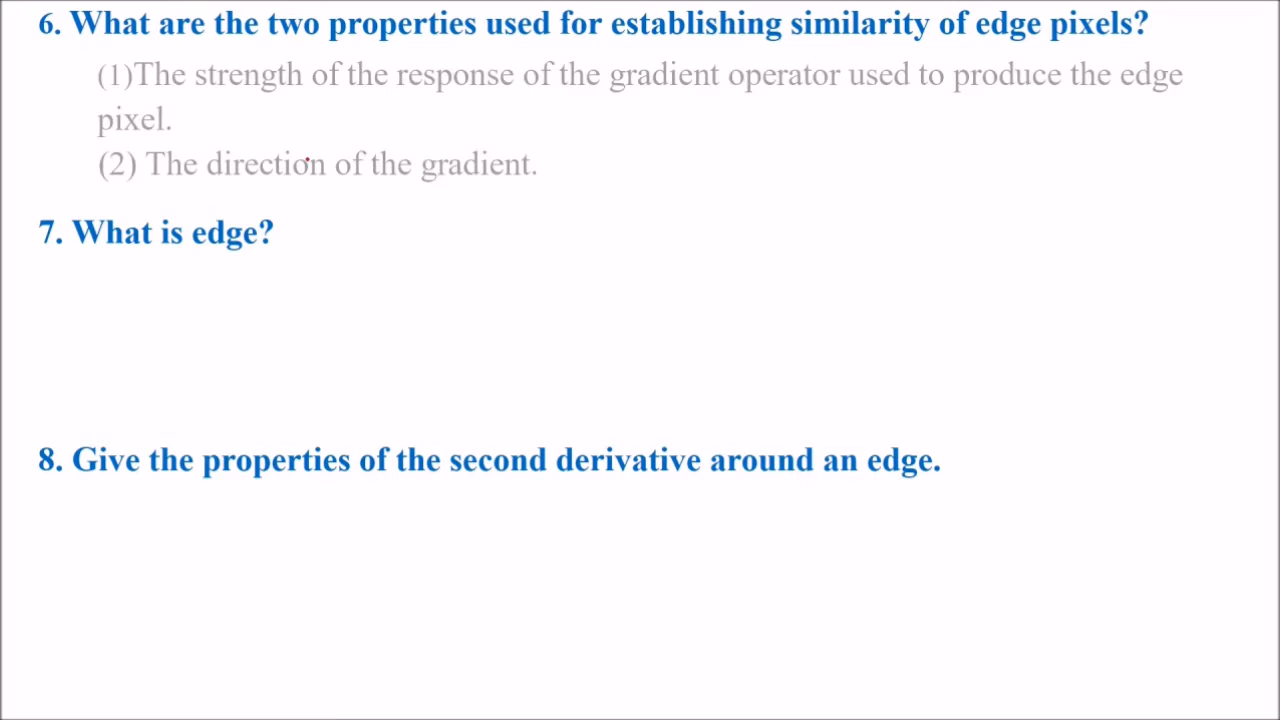 6. What are the two properties used for establishing similarity of edge pixels?
(1)The strength of the response of the gradient operator used to produce the edge
pixel.
(2) The direction of the gradient.
7. What is edge?
8. Give the properties of the second derivative around an edge.